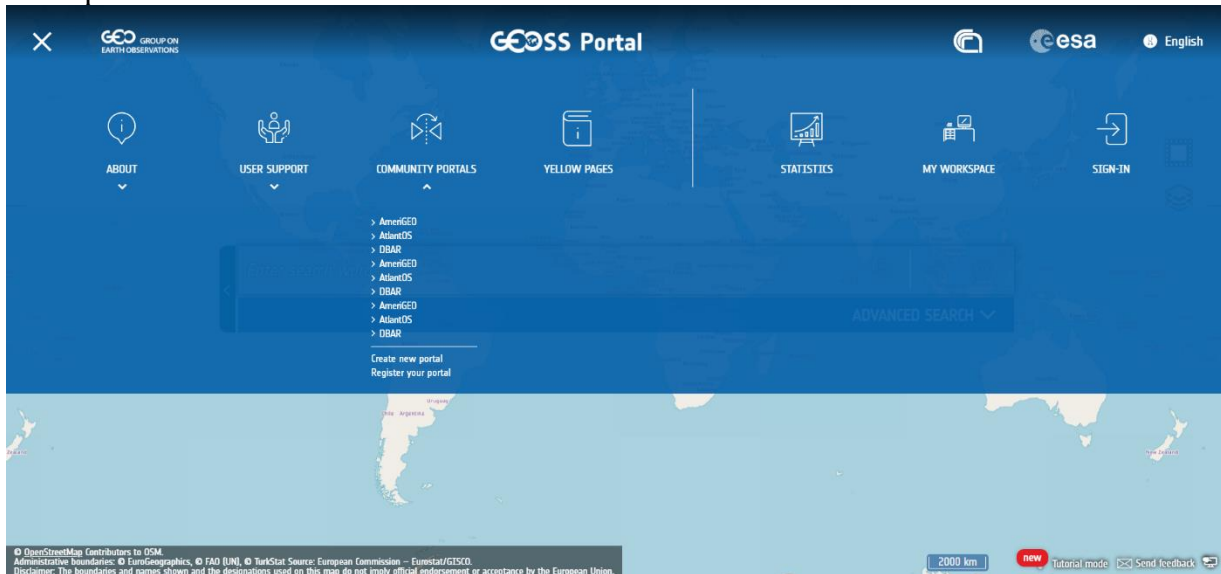 GEO GROUP ON
EARTH OBSERVATIONS
GEOSS Portal
esa
English
ABOUT
USER SUPPORT
COMMUNITY PORTALS
YELLOW PAGES
STATISTICS
MY WORKSPACE
SIGN-IN
> AmeriGEO
> AtlantOS
> DBAR
> AmeriGEO
> AtlantOS
> DBAR
> AmeriGEO
> AtlantOS
> DBAR
Create new portal
Register your portal
ADVANCED SEARCH
Uruguay
Argentina
New Zealand
© OpenStreetMap Contributors to OSM.
Administrative boundaries: © EuroGeographics, © FAO (UN), © TurkStat Source: European Commission – Eurostat/GISCO.
Disclaimer: The boundaries and names shown and the designations used on this map do not imply official endorsement or acceptance by the European Union.
2000 km
new Tutorial mode Send feedback